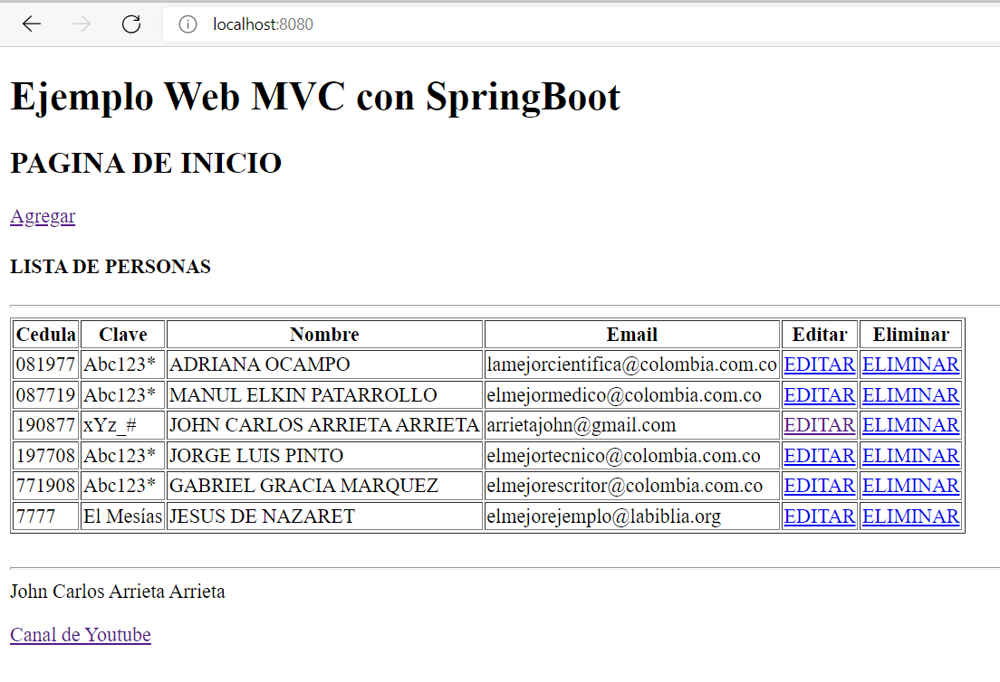 localhost:8080
Ejemplo Web MVC con SpringBoot
PAGINA DE INICIO
Agregar
LISTA DE PERSONAS
Cedula Clave Nombre Email Editar Eliminar
081977 Abc123* ADRIANA OCAMPO lamejorcientifica@colombia.com.co EDITAR ELIMINAR
087719 Abc123* MANUL ELKIN PATARROLLO elmejormedico@colombia.com.co EDITAR ELIMINAR
190877 xYz_# JOHN CARLOS ARRIETA ARRIETA arrietajohn@gmail.com EDITAR ELIMINAR
197708 Abc123* JORGE LUIS PINTO elmejortecnico@colombia.com.co EDITAR ELIMINAR
771908 Abc123* GABRIEL GRACIA MARQUEZ elmejorescritor@colombia.com.co EDITAR ELIMINAR
7777 El Mesías JESUS DE NAZARET elmejorejemplo@labiblia.org EDITAR ELIMINAR
John Carlos Arrieta Arrieta
Canal de Youtube